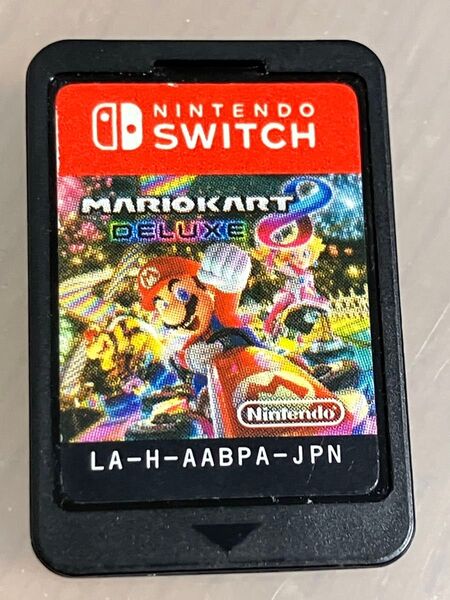 NINTENDO
SWITCH
MARIOKART 8
DELUXE
Nintendo
LA-H-AABPA-JPN